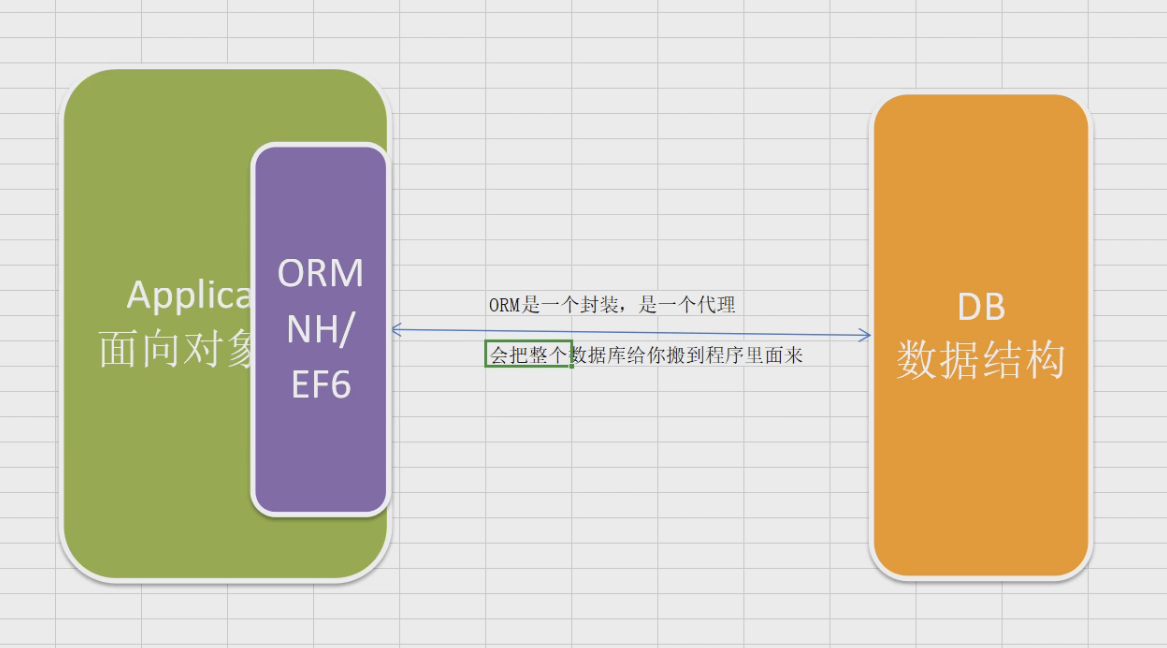 Applica
面向对象
ORM
NH/
EF6
ORM是一个封装，是一个代理
会把整个数据库给你搬到程序里面来
DB
数据结构